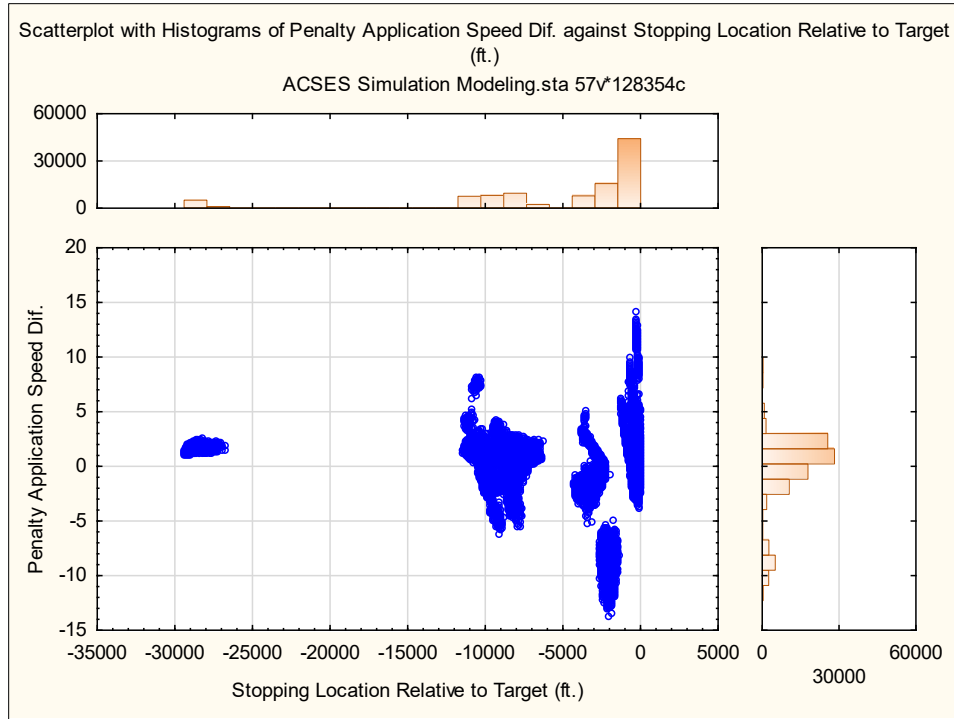 Scatterplot with Histograms of Penalty Application Speed Dif. against Stopping Location Relative to Target
(ft.)
ACSES Simulation Modeling.sta 57v*128354c
60000
30000
0
20
15
10
5
0
-5
-10
-15
Penalty Application Speed Dif.
-35000 -30000 -25000 -20000 -15000 -10000 -5000 0 5000
Stopping Location Relative to Target (ft.)
0 60000
30000